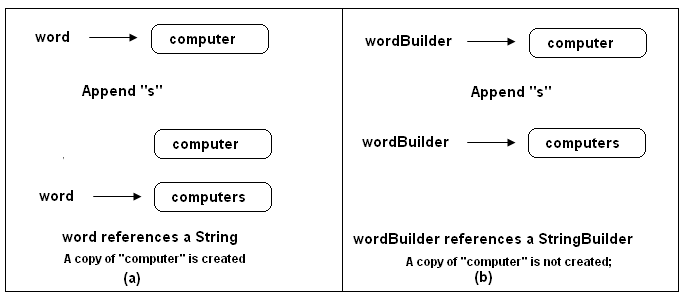 word
computer
Append "s"
computer
word
computers
word references a String
A copy of "computer" is created
(a)
wordBuilder
computer
Append "s"
wordBuilder
computers
wordBuilder references a StringBuilder
A copy of "computer" is not created;
(b)